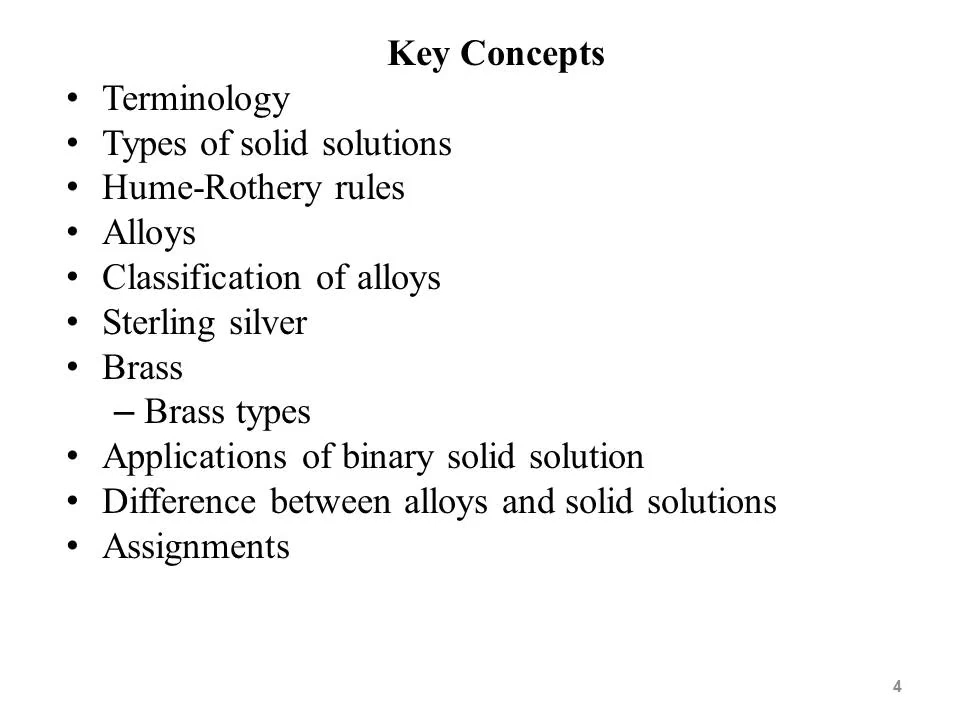 Key Concepts
• Terminology
• Types of solid solutions
• Hume-Rothery rules
• Alloys
• Classification of alloys
• Sterling silver
• Brass
– Brass types
• Applications of binary solid solution
• Difference between alloys and solid solutions
• Assignments
4